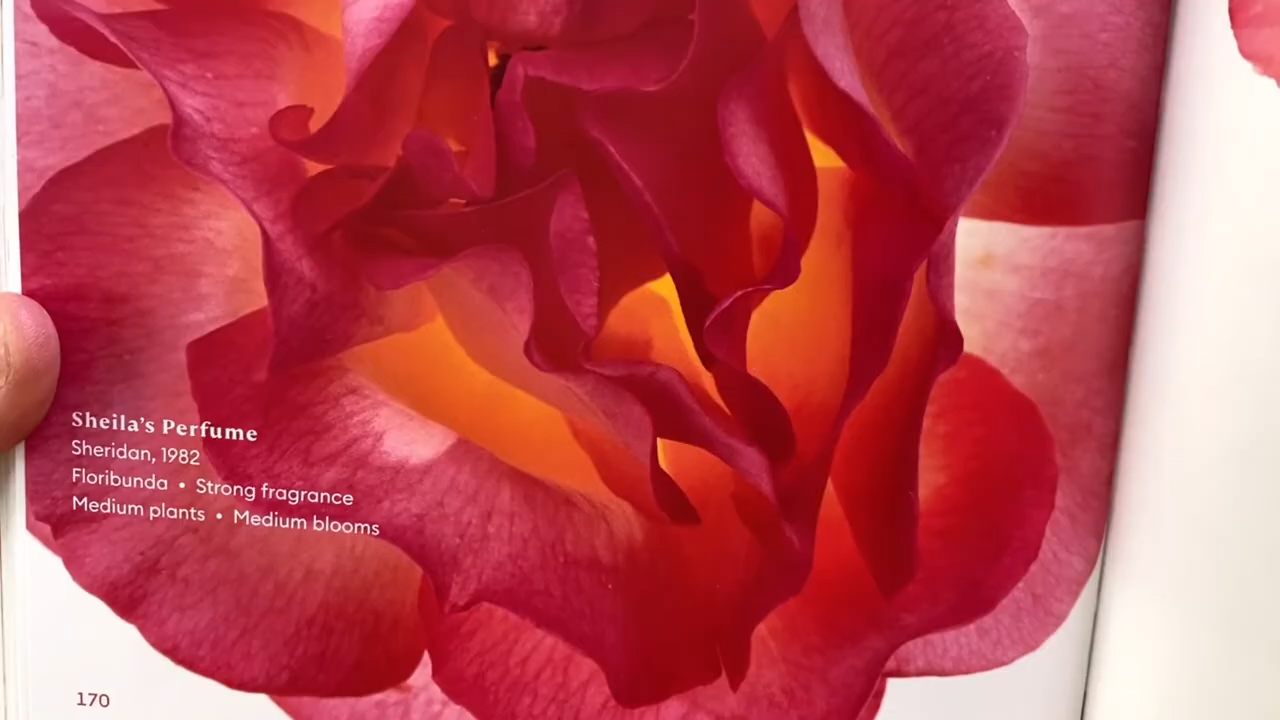 Sheila's Perfume
Sheridan, 1982
Floribunda • Strong fragrance
Medium plants • Medium blooms
170